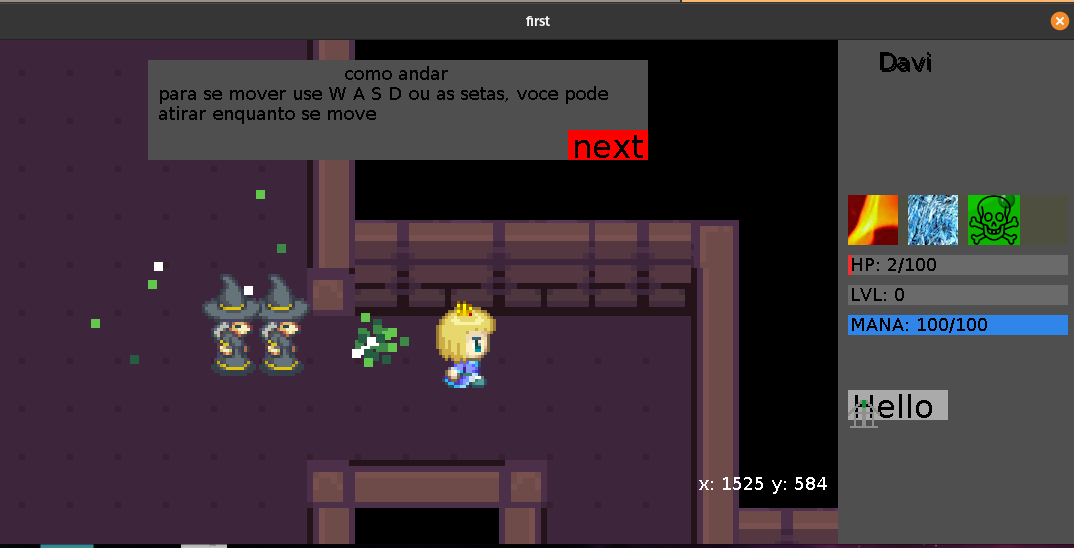 first
como andar
para se mover use W A S D ou as setas, voce pode
atirar enquanto se move
next
Davi
HP: 2/100
LVL: 0
MANA: 100/100
Hello
x: 1525 y: 584